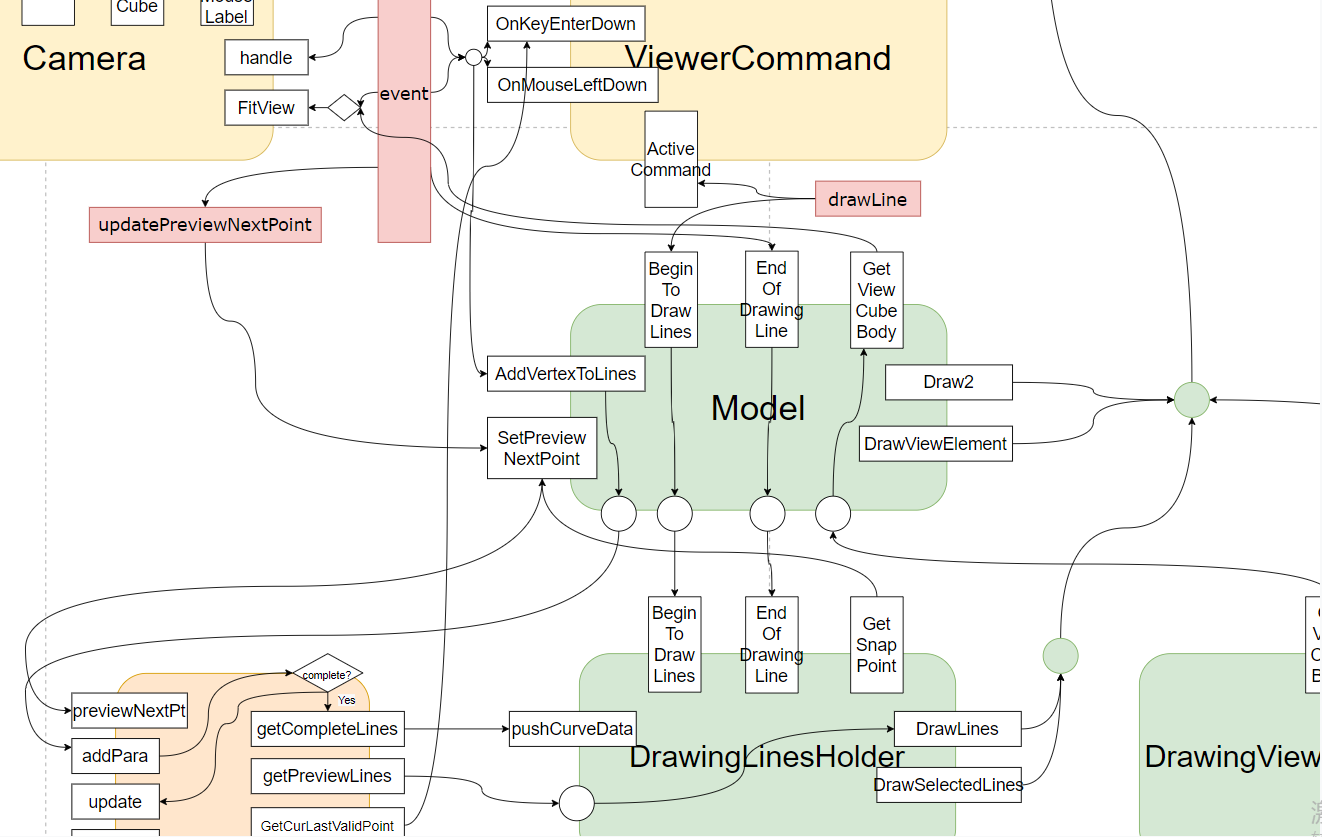 Cube
Label
Camera
handle
FitView
event
OnKeyEnterDown
ViewerCommand
OnMouseLeftDown
Active
Command
drawLine
updatePreviewNextPoint
Begin
To
Draw
Lines
End
Of
Drawing
Line
Get
View
Cube
Body
AddVertexToLines
Model
Draw2
DrawViewElement
SetPreview
NextPoint
Begin
To
Draw
Lines
End
Of
Drawing
Line
Get
Snap
Point
complete?
Yes
previewNextPt
getCompleteLines
pushCurveData
DrawLines
addPara
DrawingLinesHolder
DrawingView
getPreviewLines
DrawSelectedLines
update
GetCurLastValidPoint